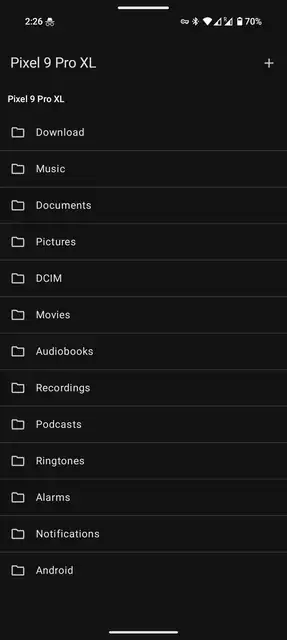 2:26 70%
Pixel 9 Pro XL +
Pixel 9 Pro XL
Download
Music
Documents
Pictures
DCIM
Movies
Audiobooks
Recordings
Podcasts
Ringtones
Alarms
Notifications
Android